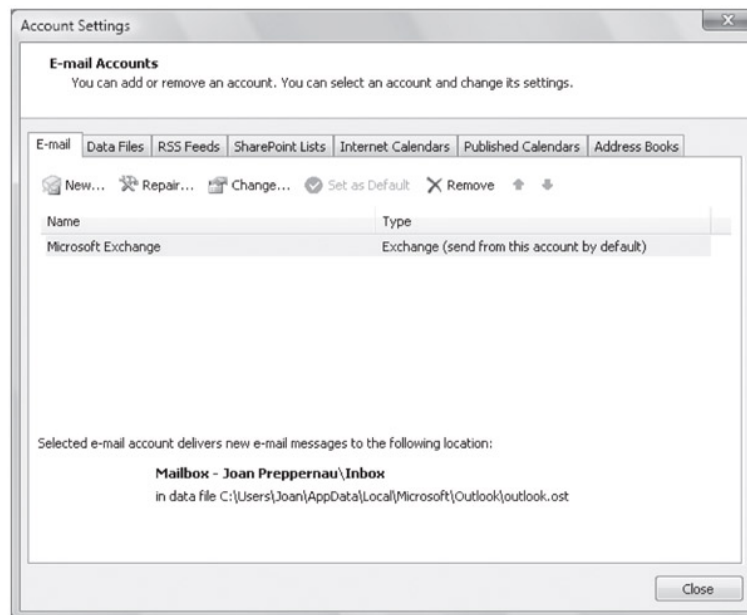 Account Settings
E-mail Accounts
You can add or remove an account. You can select an account and change its settings.
E-mail Data Files RSS Feeds SharePoint Lists Internet Calendars Published Calendars Address Books
New... Repair... Change... Set as Default Remove
Name Type
Microsoft Exchange Exchange (send from this account by default)
Selected e-mail account delivers new e-mail messages to the following location:
Mailbox - Joan Preppernau\Inbox
in data file C:\Users\Joan\AppData\Local\Microsoft\Outlook\outlook.ost
Close